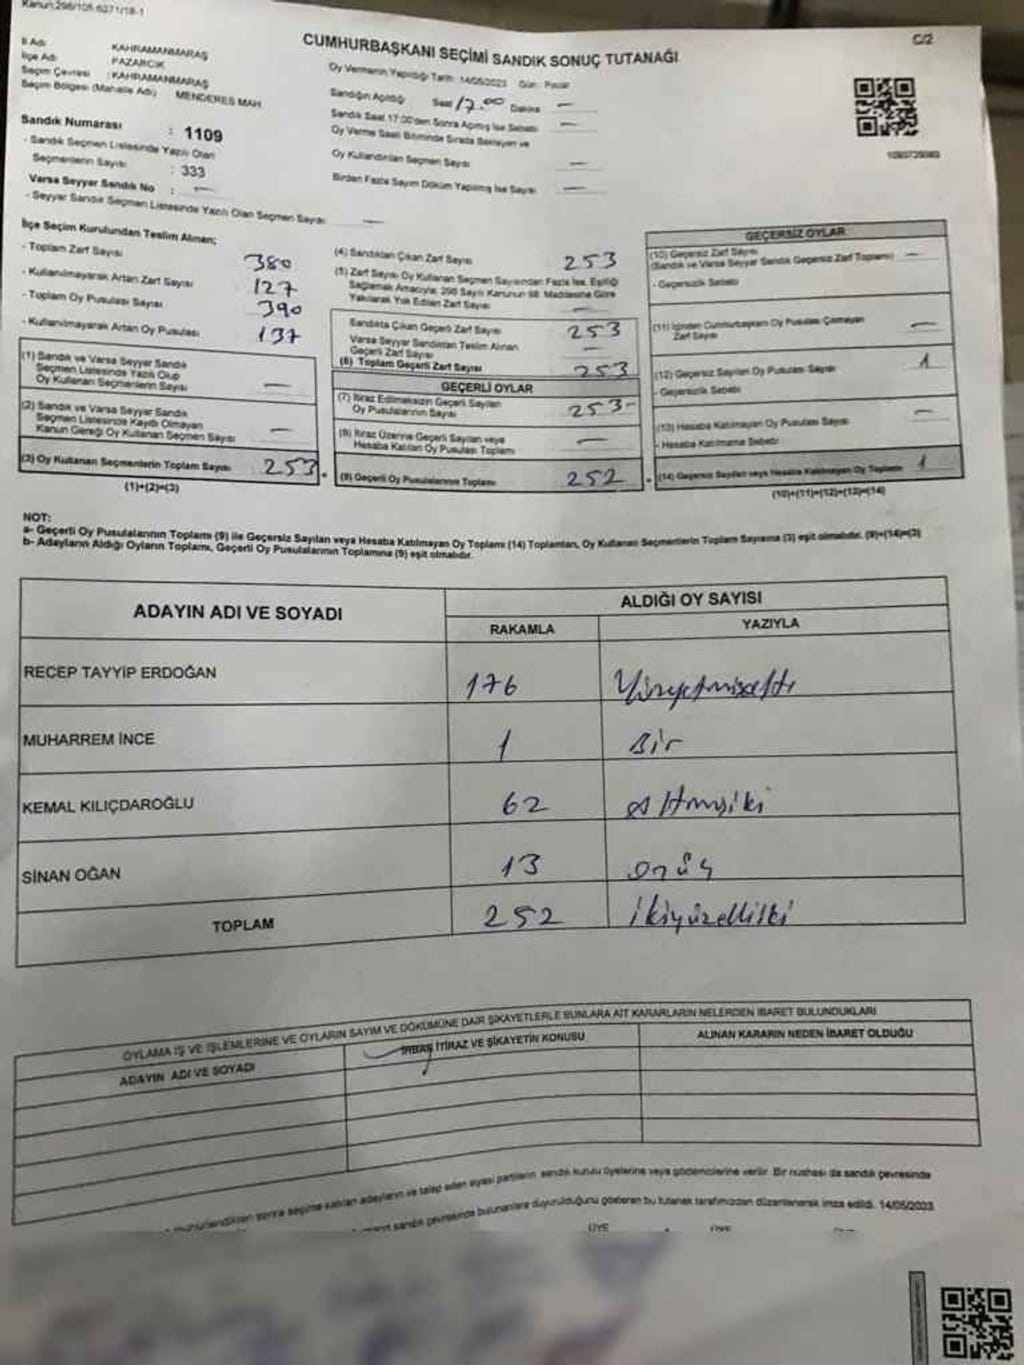 Kanun:298/105 6271/18-1
C/2
CUMHURBAŞKANI SEÇİMİ SANDIK SONUÇ TUTANAĞI
İl Adı KAHRAMANMARAŞ
İlçe Adı PAZARCIK
Seçim Çevresi : KAHRAMANMARAŞ
Seçim Bölgesi (Mahalle Adı) MENDERES MAH.
Sandık Numarası : 1109
- Sandık Seçmen Listesinde Yazılı Olan
Seçmenlerin Sayısı : 333
Varsa Seyyar Sandık No : —
- Seyyar Sandık Seçmen Listesinde Yazılı Olan Seçmen Sayısı —
Oy Vermenin Yapıldığı Tarih: 14/05/2023 Gün: Pazar
Sandığın Açıldığı Saat 17.00 Dakika —
Sandık Saat 17.00'den Sonra Açılmış İse Sebebi —
Oy Verme Saati Bitiminde Sırada Bekleyen ve
Oy Kullandırılan Seçmen Sayısı —
Birden Fazla Sayım Döküm Yapılmış İse Sayısı —
İlçe Seçim Kurulundan Teslim Alınan;
- Toplam Zarf Sayısı 380
- Kullanılmayarak Artan Zarf Sayısı 127
- Toplam Oy Pusulası Sayısı 390
- Kullanılmayarak Artan Oy Pusulası 137
(1) Sandık ve Varsa Seyyar Sandık
Seçmen Listesinde Yazılı Olup
Oy Kullanan Seçmenlerin Sayısı —
(2) Sandık ve Varsa Seyyar Sandık
Seçmen Listesinde Kaydı Olmayan
Kanun Gereği Oy Kullanan Seçmen Sayısı —
(3) Oy Kullanan Seçmenlerin Toplam Sayısı 253
(1)+(2)=(3)
(4) Sandıktan Çıkan Zarf Sayısı 253
(5) Zarf Sayısı Oy Kullanan Seçmen Sayısından Fazla İse, Eşitliği
Sağlamak Amacıyla; 298 Sayılı Kanunun 98. Maddesine Göre
Yakılarak Yok Edilen Zarf Sayısı —
Sandıkta Çıkan Geçerli Zarf Sayısı 253
Varsa Seyyar Sandıktan Teslim Alınan
Geçerli Zarf Sayısı —
(6) Toplam Geçerli Zarf Sayısı 253
GEÇERLİ OYLAR
(7) İtiraz Edilmeksizin Geçerli Sayılan
Oy Pusulalarının Sayısı 253-
(8) İtiraz Üzerine Geçerli Sayılan veya
Hesaba Katılan Oy Pusulası Toplamı —
(9) Geçerli Oy Pusulalarının Toplamı 252
GEÇERSİZ OYLAR
(10) Geçersiz Zarf Sayısı
(Sandık ve Varsa Seyyar Sandık Geçersiz Zarf Toplamı) —
- Geçersizlik Sebebi
(11) İçinden Cumhurbaşkanı Oy Pusulası Çıkmayan
Zarf Sayısı —
(12) Geçersiz Sayılan Oy Pusulası Sayısı 1
- Geçersizlik Sebebi
(13) Hesaba Katılmayan Oy Pusulası Sayısı —
- Hesaba Katılmama Sebebi
(14) Geçersiz Sayılan veya Hesaba Katılmayan Oy Toplamı 1
(10)+(11)+(12)+(13)=(14)
NOT:
a- Geçerli Oy Pusulalarının Toplamı (9) ile Geçersiz Sayılan veya Hesaba Katılmayan Oy Toplamı (14) Toplamları, Oy Kullanan Seçmenlerin Toplam Sayısına (3) eşit olmalıdır. (9)+(14)=(3)
b- Adayların Aldığı Oyların Toplamı, Geçerli Oy Pusulalarının Toplamına (9) eşit olmalıdır.
ADAYIN ADI VE SOYADI
ALDIĞI OY SAYISI
RAKAMLA YAZIYLA
RECEP TAYYİP ERDOĞAN 176 Yüzyetmişaltı
MUHARREM İNCE 1 Bir
KEMAL KILIÇDAROĞLU 62 Altmışiki
SİNAN OĞAN 13 onüç
TOPLAM 252 ikiyüzelliiki
OYLAMA İŞ VE İŞLEMLERİNE VE OYLARIN SAYIM VE DÖKÜMÜNE DAİR ŞİKAYETLERLE BUNLARA AİT KARARLARIN NELERDEN İBARET BULUNDUKLARI
ADAYIN ADI VE SOYADI
İTİRAZ VE ŞİKAYETİN KONUSU
ALINAN KARARIN NEDEN İBARET OLDUĞU
mühürlendikten sonra seçime katılan adayların ve talep eden siyasi partilerin sandık kurulu üyelerine veya gözlemcilerine verilir. Bir nüshası da sandık çevresinde
sandık çevresinde bulunanlara duyurulduğunu gösteren bu tutanak tarafımızdan düzenlenerek imza edildi. 14/05/2023
ÜYE ÜYE